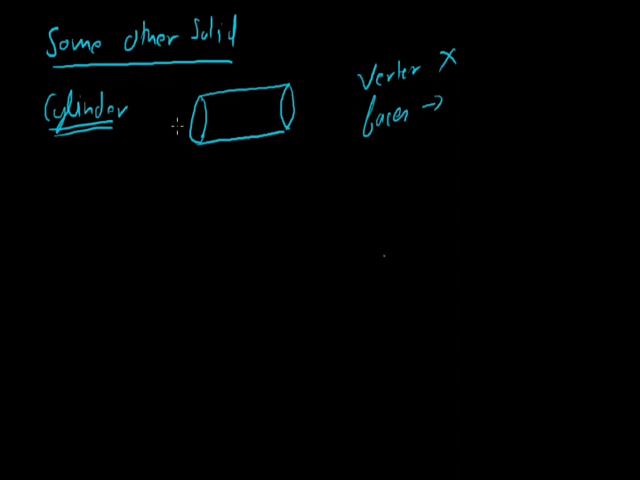 Some other Solid
Cylinder
Vertex X
faces →